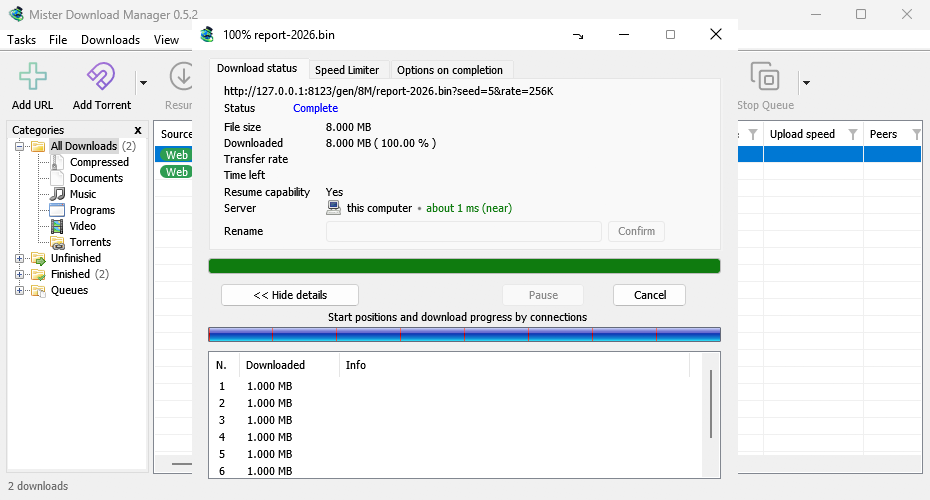 Mister Download Manager 0.5.2
Tasks File Downloads View
Add URL Add Torrent Stop Queue
Categories x
All Downloads (2)
Compressed
Documents
Music
Programs
Video
Torrents
Unfinished
Finished (2)
Queues
Source
Web
Web
Upload speed Peers
2 downloads
100% report-2026.bin
Download status Speed Limiter Options on completion
http://127.0.0.1:8123/gen/8M/report-2026.bin?seed=5&rate=256K
Status Complete
File size 8.000 MB
Downloaded 8.000 MB ( 100.00 % )
Transfer rate
Time left
Resume capability Yes
Server this computer • about 1 ms (near)
Rename Confirm
<< Hide details Pause Cancel
Start positions and download progress by connections
N. Downloaded Info
1 1.000 MB
2 1.000 MB
3 1.000 MB
4 1.000 MB
5 1.000 MB
6 1.000 MB